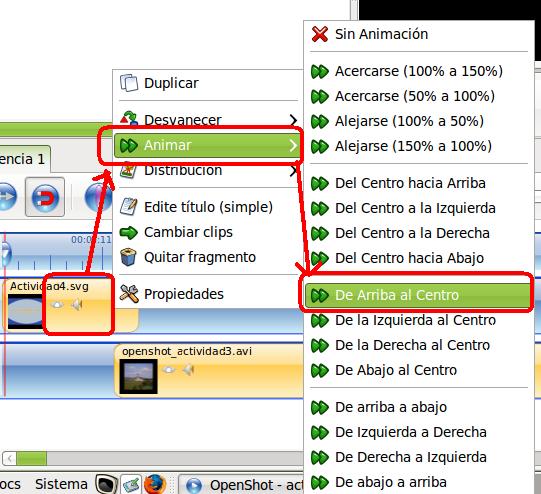 Sin Animación
Acercarse (100% a 150%)
Acercarse (50% a 100%)
Alejarse (100% a 50%)
Alejarse (150% a 100%)
Del Centro hacia Arriba
Del Centro a la Izquierda
Del Centro a la Derecha
Del Centro hacia Abajo
De Arriba al Centro
De la Izquierda al Centro
De la Derecha al Centro
De Abajo al Centro
De arriba a abajo
De Izquierda a Derecha
De Derecha a Izquierda
De abajo a arriba
Duplicar
Desvanecer
Animar
Distribución
Edite título (simple)
Cambiar clips
Quitar fragmento
Propiedades
encia 1
Actividad4.svg
openshot_actividad3.avi
ocs Sistema OpenShot - act